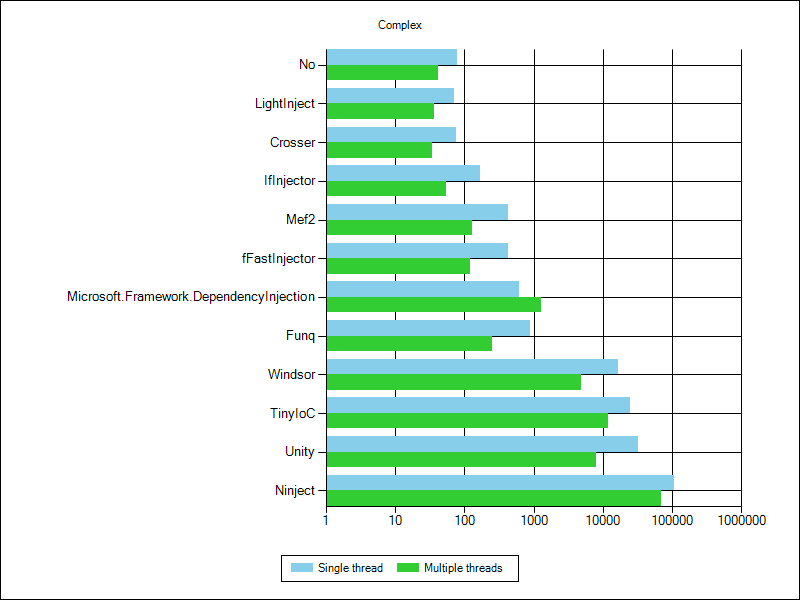 Complex
No
LightInject
Crosser
IfInjector
Mef2
fFastInjector
Microsoft.Framework.DependencyInjection
Funq
Windsor
TinyIoC
Unity
Ninject
1 10 100 1000 10000 100000 1000000
Single thread Multiple threads